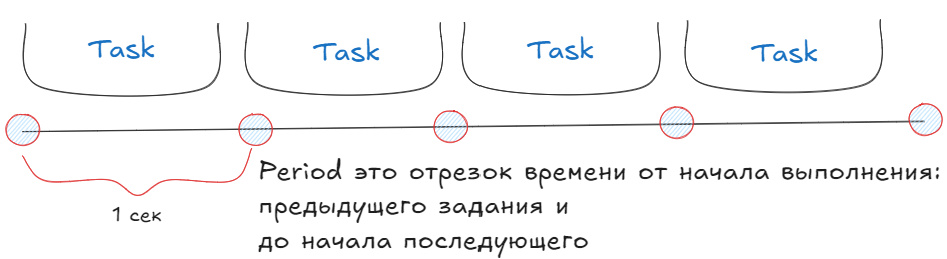 Task
Task
Task
Task
Period это отрезок времени от начала выполнения:
предыдущего задания и
до начала последующего
1 сек